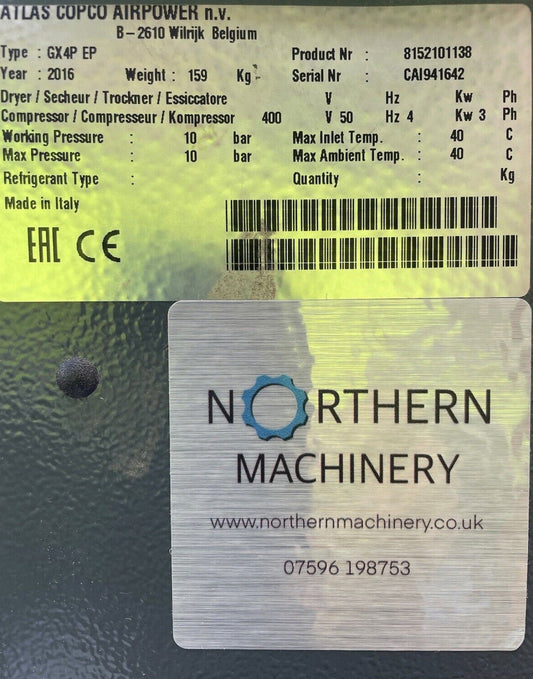 ATLAS COPCO AIRPOWER n.v.
B-2610 Wilrijk Belgium
Type : GX4P EP Product Nr : 8152101138
Year : 2016 Weight : 159 Kg Serial Nr : CAI941642
Dryer / Secheur / Trockner / Essiccatore V Hz Kw Ph
Compressor / Compresseur / Kompressor 400 V 50 Hz 4 Kw 3 Ph
Working Pressure : 10 bar Max Inlet Temp. : 40 C
Max Pressure : 10 bar Max Ambient Temp. : 40 C
Refrigerant Type : Quantity : Kg
Made in Italy
EAC CE
NORTHERN
MACHINERY
www.northernmachinery.co.uk
07596 198753